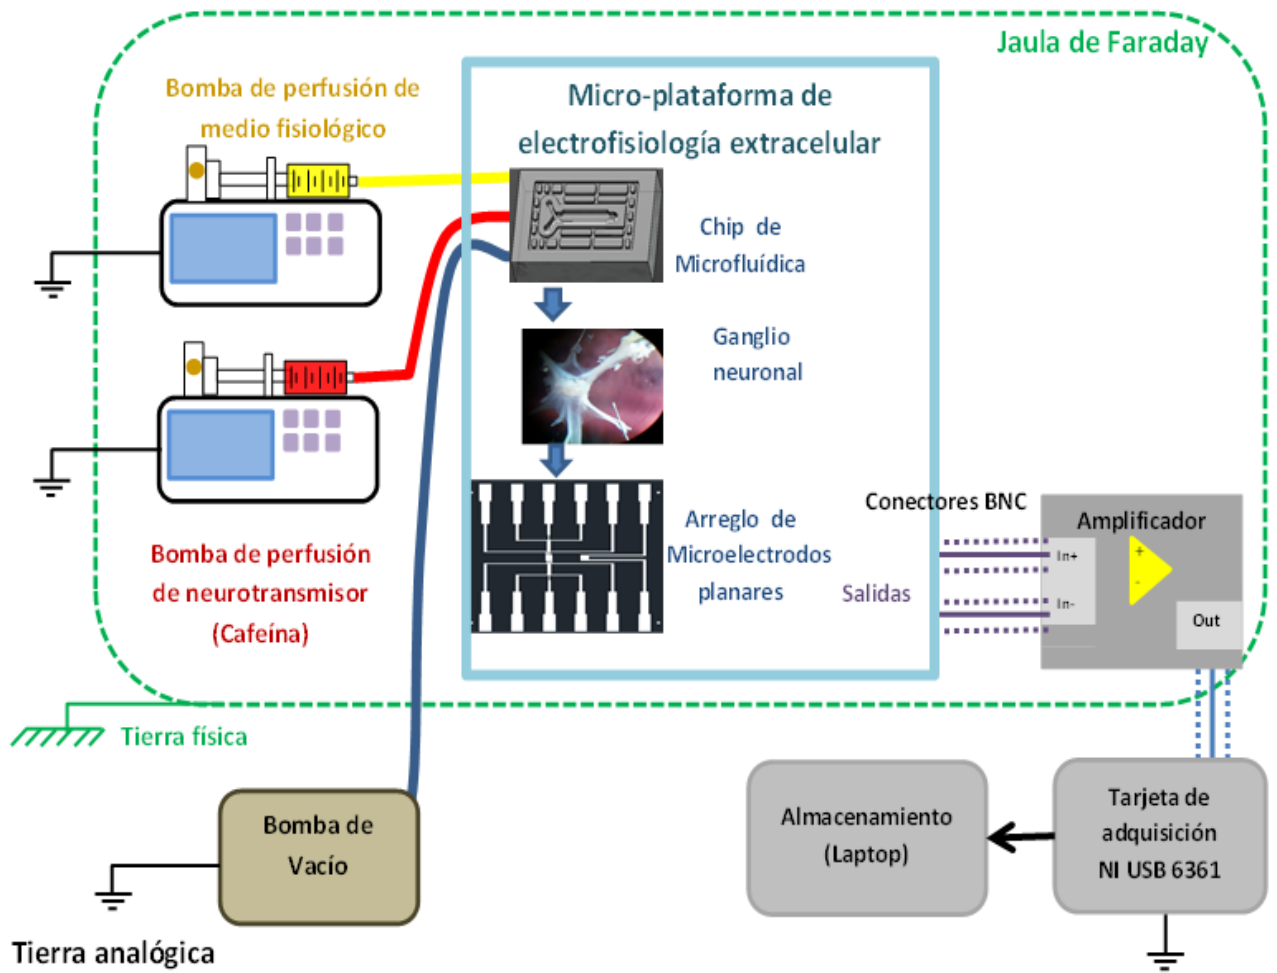 Jaula de Faraday
Bomba de perfusión de
medio fisiológico
Micro-plataforma de
electrofisiología extracelular
Chip de
Microfluídica
Ganglio
neuronal
Arreglo de
Microelectrodos
planares
Conectores BNC
Salidas
Amplificador
In+
In-
+
-
Out
Bomba de perfusión
de neurotransmisor
(Cafeína)
Tierra física
Bomba de
Vacío
Tierra analógica
Almacenamiento
(Laptop)
Tarjeta de
adquisición
NI USB 6361